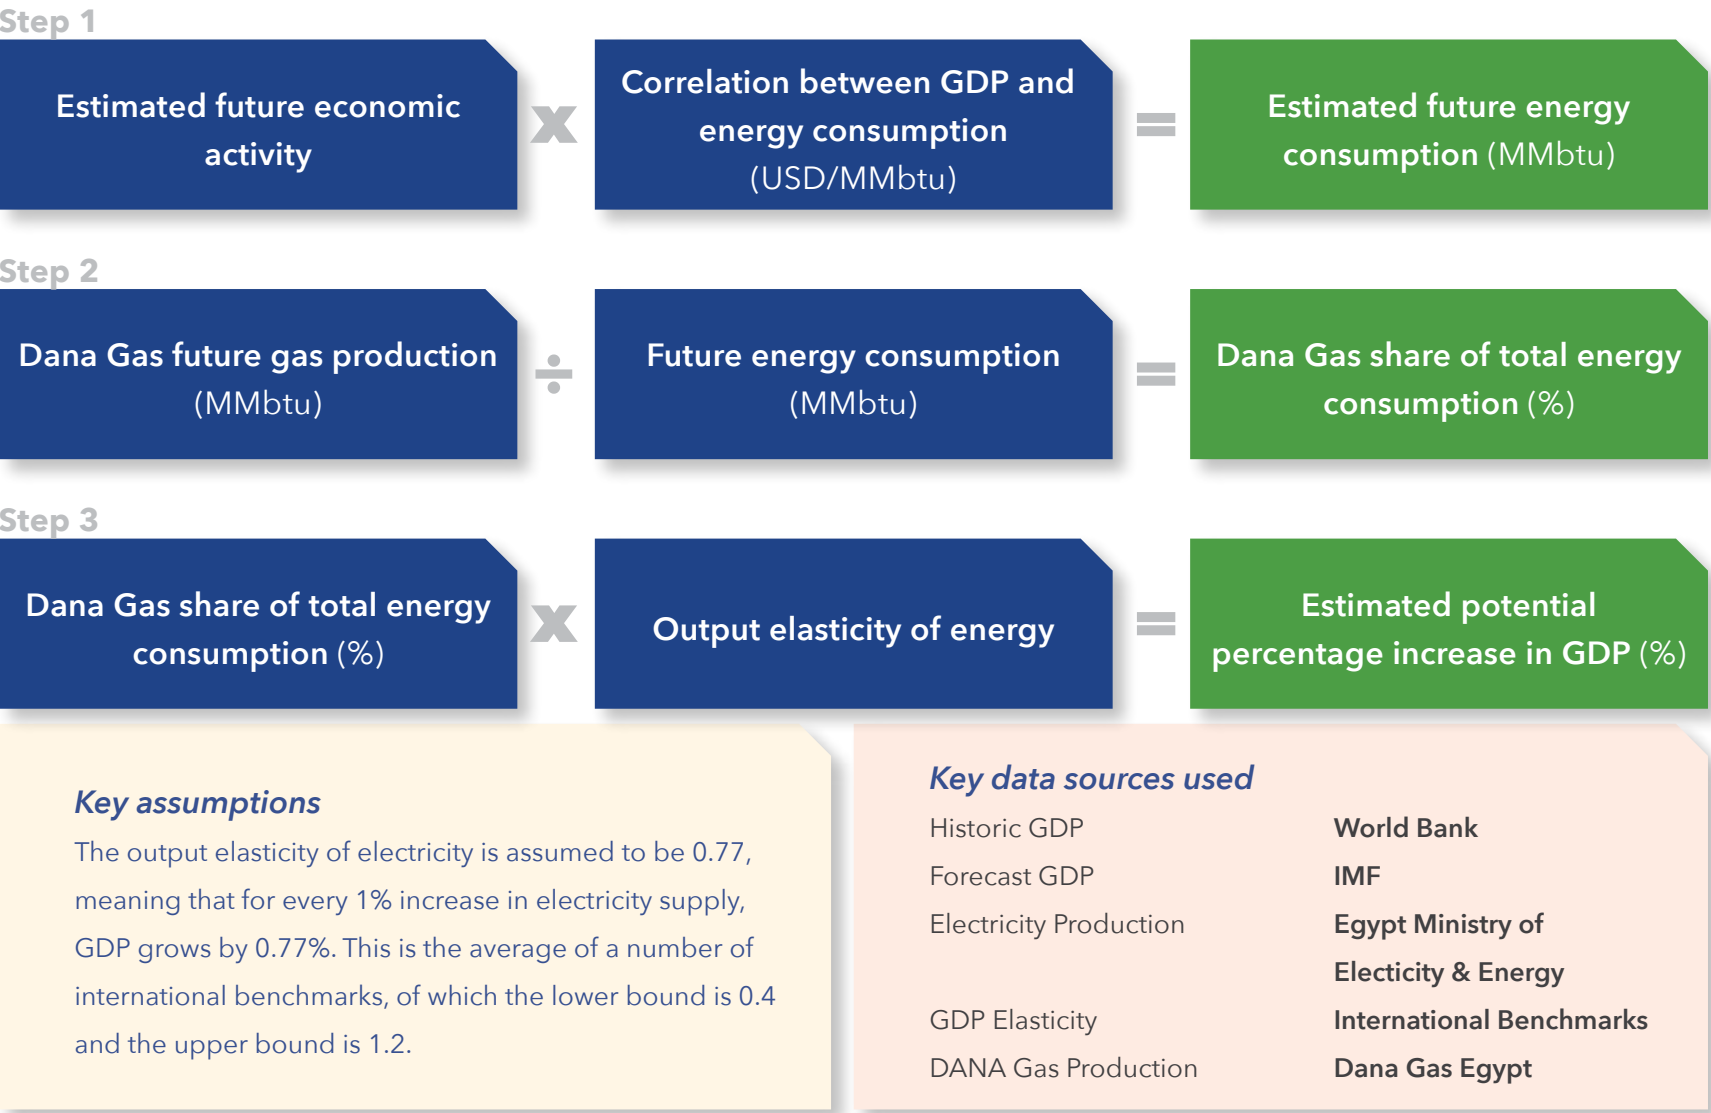 Step 1
Estimated future economic
activity
x
Correlation between GDP and
energy consumption
(USD/MMbtu)
=
Estimated future energy
consumption (MMbtu)
Step 2
Dana Gas future gas production
(MMbtu)
÷
Future energy consumption
(MMbtu)
=
Dana Gas share of total energy
consumption (%)
Step 3
Dana Gas share of total energy
consumption (%)
x
Output elasticity of energy
=
Estimated potential
percentage increase in GDP (%)
Key assumptions
The output elasticity of electricity is assumed to be 0.77,
meaning that for every 1% increase in electricity supply,
GDP grows by 0.77%. This is the average of a number of
international benchmarks, of which the lower bound is 0.4
and the upper bound is 1.2.
Key data sources used
Historic GDP World Bank
Forecast GDP IMF
Electricity Production Egypt Ministry of
Electicity & Energy
GDP Elasticity International Benchmarks
DANA Gas Production Dana Gas Egypt